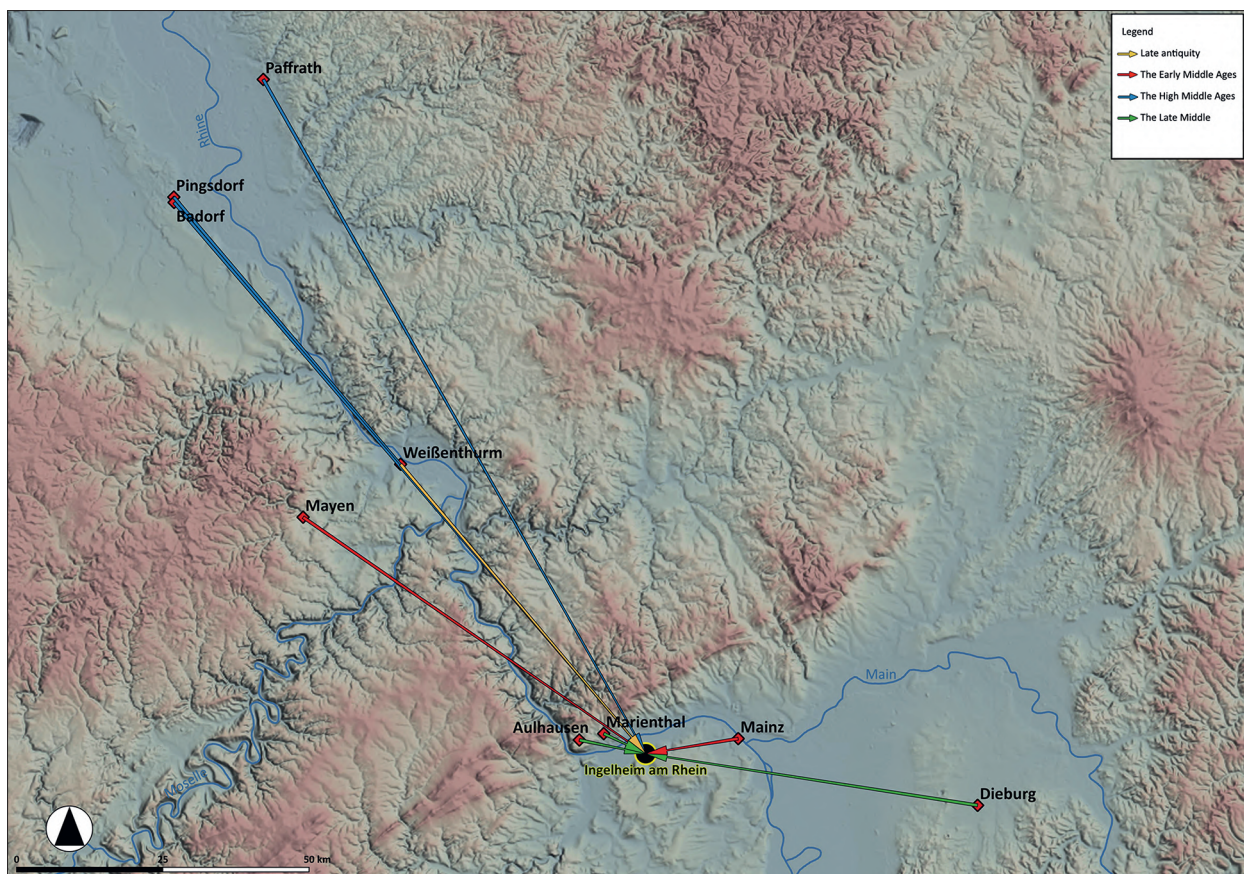 Legend
Late antiquity
The Early Middle Ages
The High Middle Ages
The Late Middle
Paffrath
Rhine
Pingsdorf
Badorf
Weißenthurm
Mayen
Main
Marienthal
Aulhausen
Mainz
Ingelheim am Rhein
Moselle
Dieburg
0 25 50 km